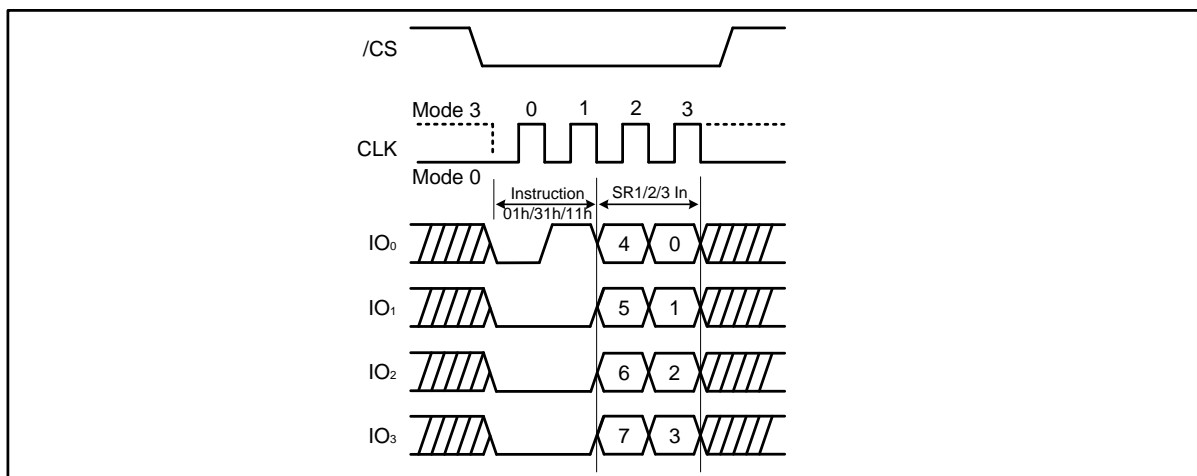 /CS
Mode 3 0 1 2 3
CLK
Mode 0
Instruction SR1/2/3 In
01h/31h/11h
IO₀ 4 0
IO₁ 5 1
IO₂ 6 2
IO₃ 7 3